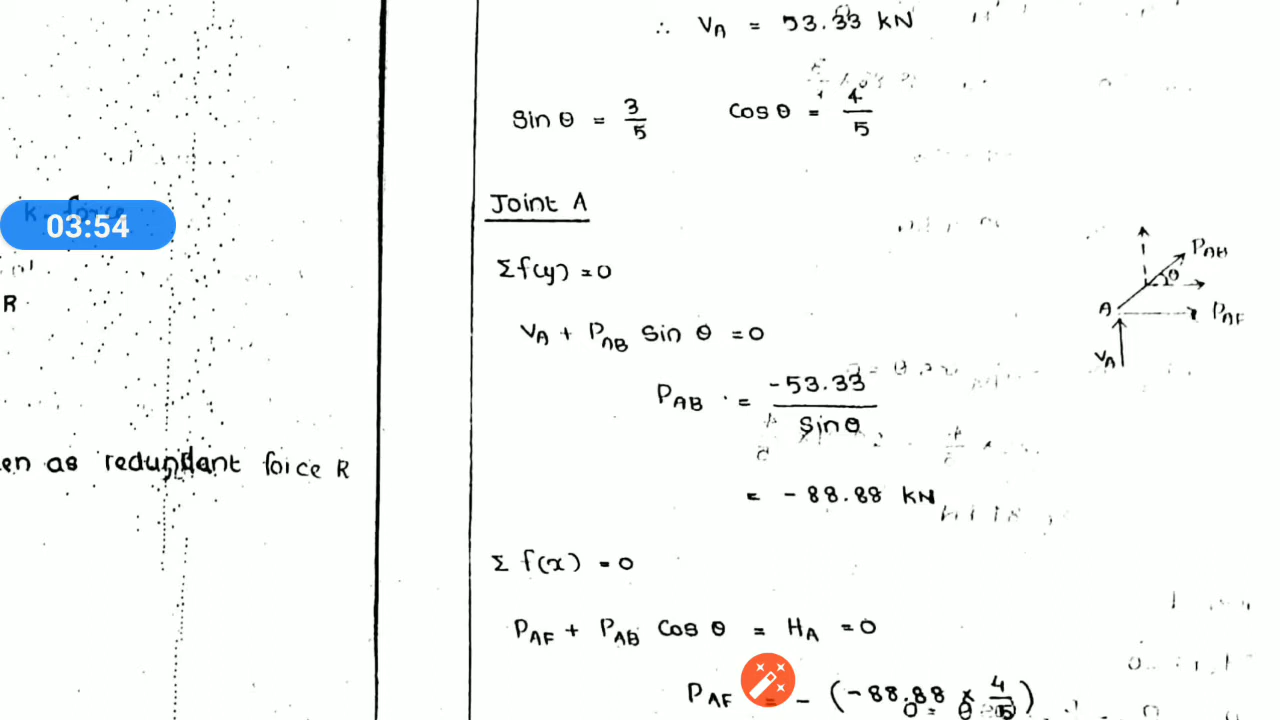 ∴ VA = 53.33 kN
Sin θ = 3/5 Cos θ = 4/5
Joint A
03:54
Σf(y) = 0
PAB
θ
A
PAF
R
VA + PAB Sin θ = 0
VA
PAB = -53.33 / Sin θ
en as redundant force R
= - 88.88 kN
Σ f(x) = 0
PAF + PAB Cos θ = HA = 0
PAF = - (-88.88 × 4/5)